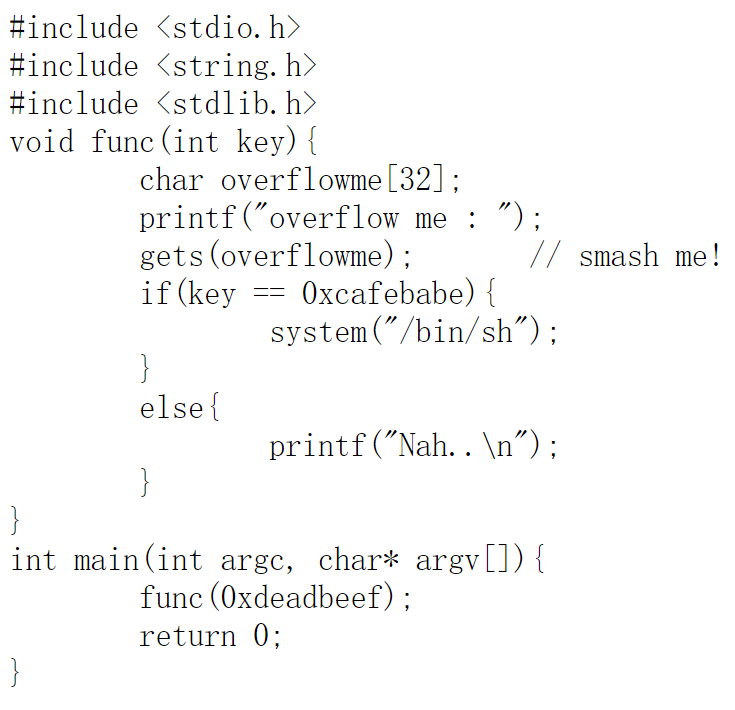 #include <stdio.h>
#include <string.h>
#include <stdlib.h>
void func(int key){
        char overflowme[32];
        printf("overflow me : ");
        gets(overflowme);       // smash me!
        if(key == 0xcafebabe){
                system("/bin/sh");
        }
        else{
                printf("Nah..\n");
        }
}
int main(int argc, char* argv[]){
        func(0xdeadbeef);
        return 0;
}